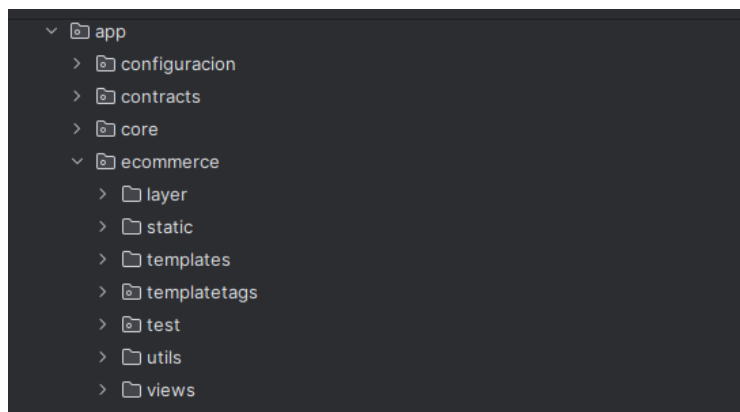 app
configuracion
contracts
core
ecommerce
layer
static
templates
templatetags
test
utils
views